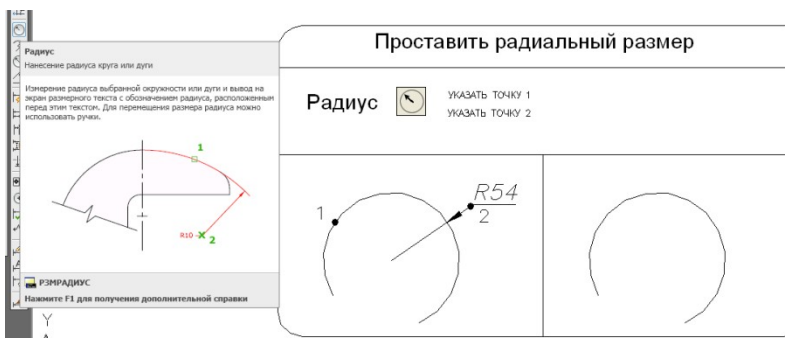 Радиус
Нанесение радиуса круга или дуги
Измерение радиуса выбранной окружности или дуги и вывод на
экран размерного текста с обозначением радиуса, расположенным
перед этим текстом. Для перемещения размера радиуса можно
использовать ручки.
1
R10
2
РЗМРАДИУС
Нажмите F1 для получения дополнительной справки
Y
Проставить радиальный размер
Радиус
УКАЗАТЬ ТОЧКУ 1
УКАЗАТЬ ТОЧКУ 2
1
R54
2